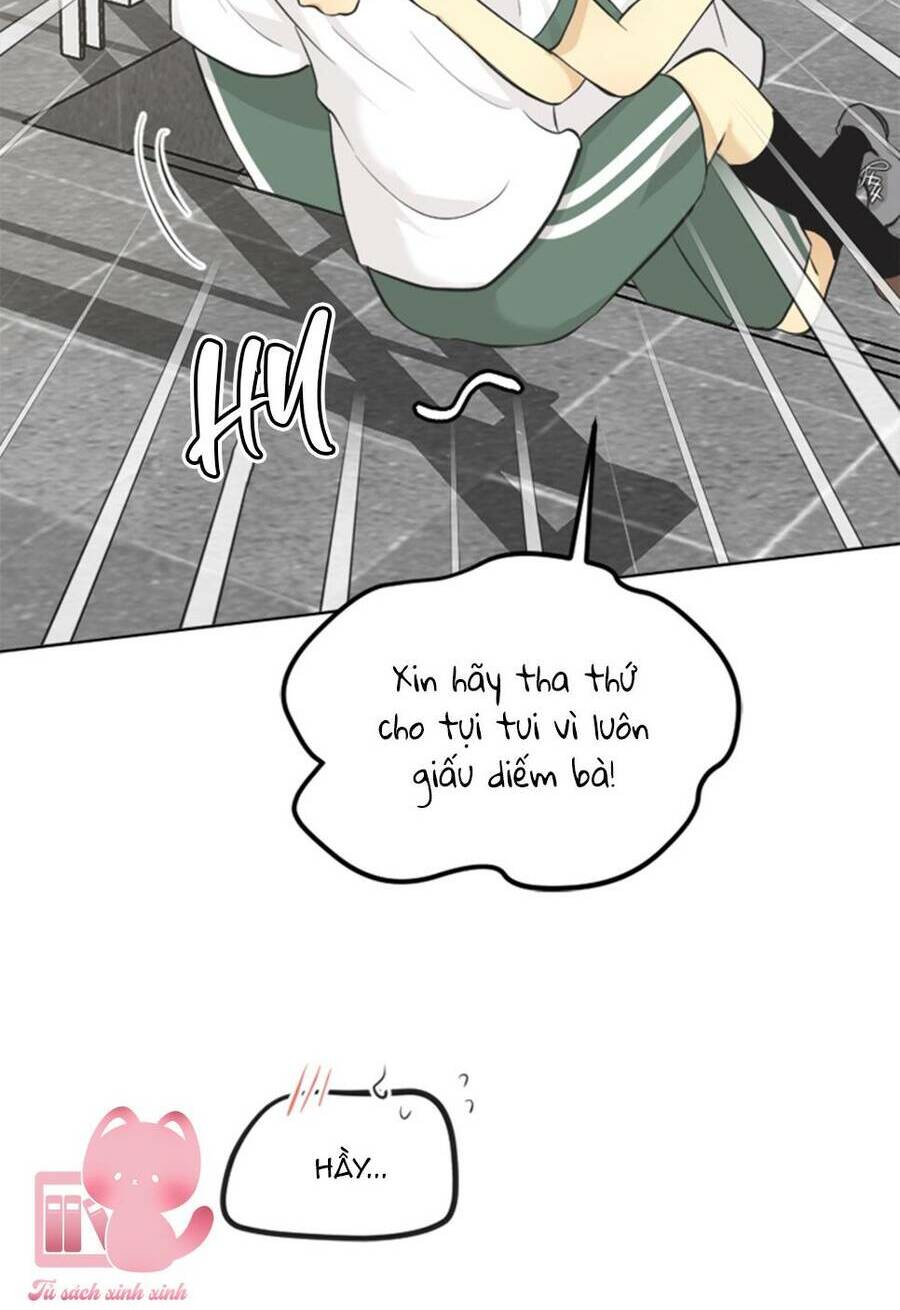 HU
Xin hãy tha thứ
cho tụi tui vì luôn
giấu diếm bà!
HẦY...
Tủ sách xinh xinh